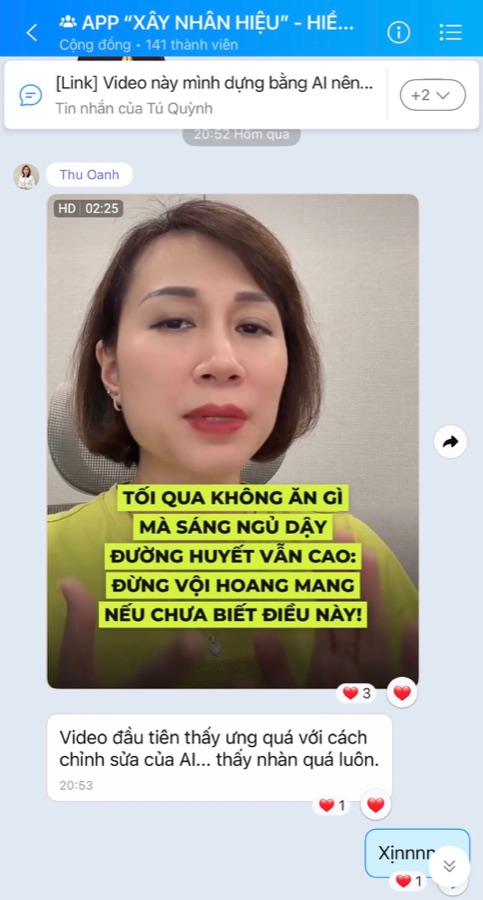 APP “XÂY NHÂN HIỆU” - HIỀ...
Cộng đồng • 141 thành viên
[Link] Video này mình dựng bằng AI nên...
Tin nhắn của Tú Quỳnh
+2
20:52 Hôm qua
Thu Oanh
HD 02:25
TỐI QUA KHÔNG ĂN GÌ
MÀ SÁNG NGỦ DẬY
ĐƯỜNG HUYẾT VẪN CAO:
ĐỪNG VỘI HOANG MANG
NẾU CHƯA BIẾT ĐIỀU NÀY!
3
Video đầu tiên thấy ưng quá với cách
chỉnh sửa của AI... thấy nhàn quá luôn.
20:53
1
Xịnnnn
1